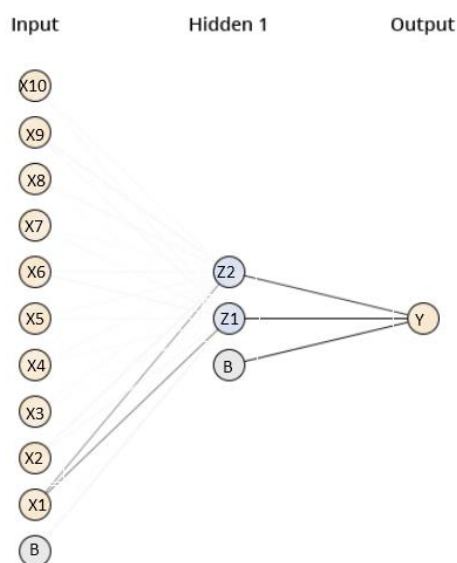 Input Hidden 1 Output
X10
X9
X8
X7
X6 Z2
X5 Z1 Y
X4 B
X3
X2
X1
B